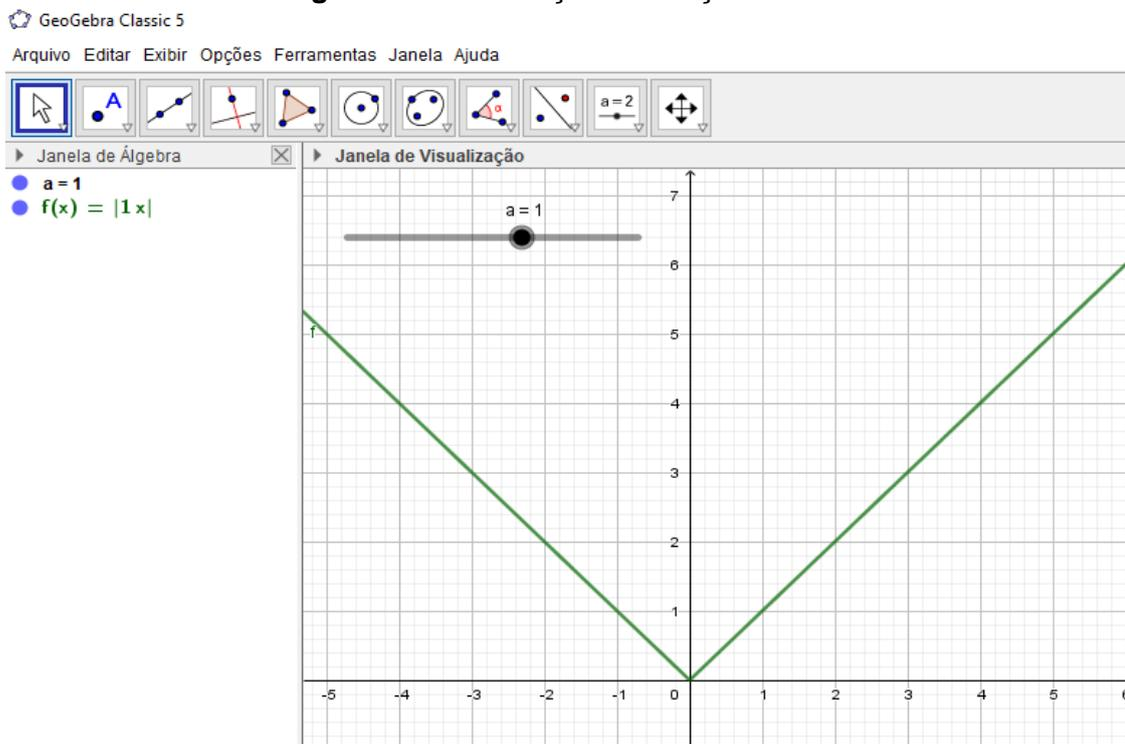 GeoGebra Classic 5
Arquivo Editar Exibir Opções Ferramentas Janela Ajuda
A
α
a = 2
Janela de Álgebra
Janela de Visualização
a = 1
f(x) = |1 x|
a = 1
f
7
6
5
4
3
2
1
-5 -4 -3 -2 -1 0 1 2 3 4 5